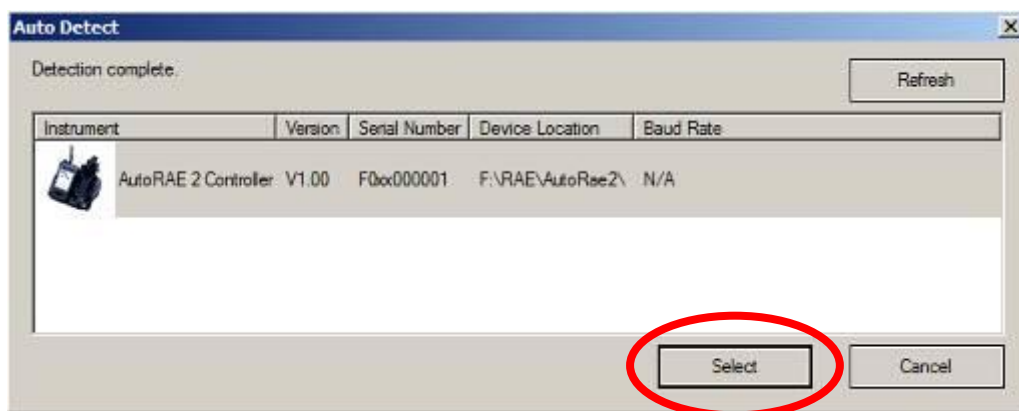 Auto Detect
Detection complete.
Refresh
Instrument Version Serial Number Device Location Baud Rate
AutoRAE 2 Controller V1.00 F0xx000001 F:\RAE\AutoRae2\ N/A
Select Cancel